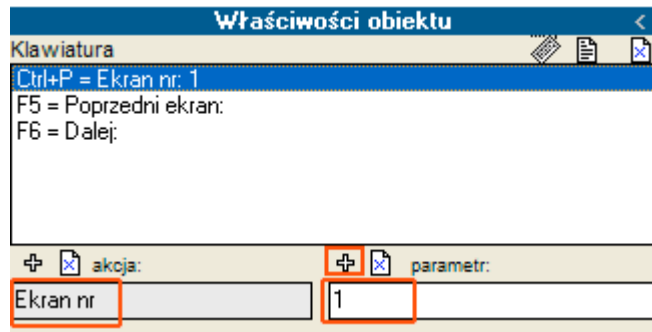 Właściwości obiektu <
Klawiatura
Ctrl+P = Ekran nr: 1
F5 = Poprzedni ekran:
F6 = Dalej:
akcja: parametr:
Ekran nr 1